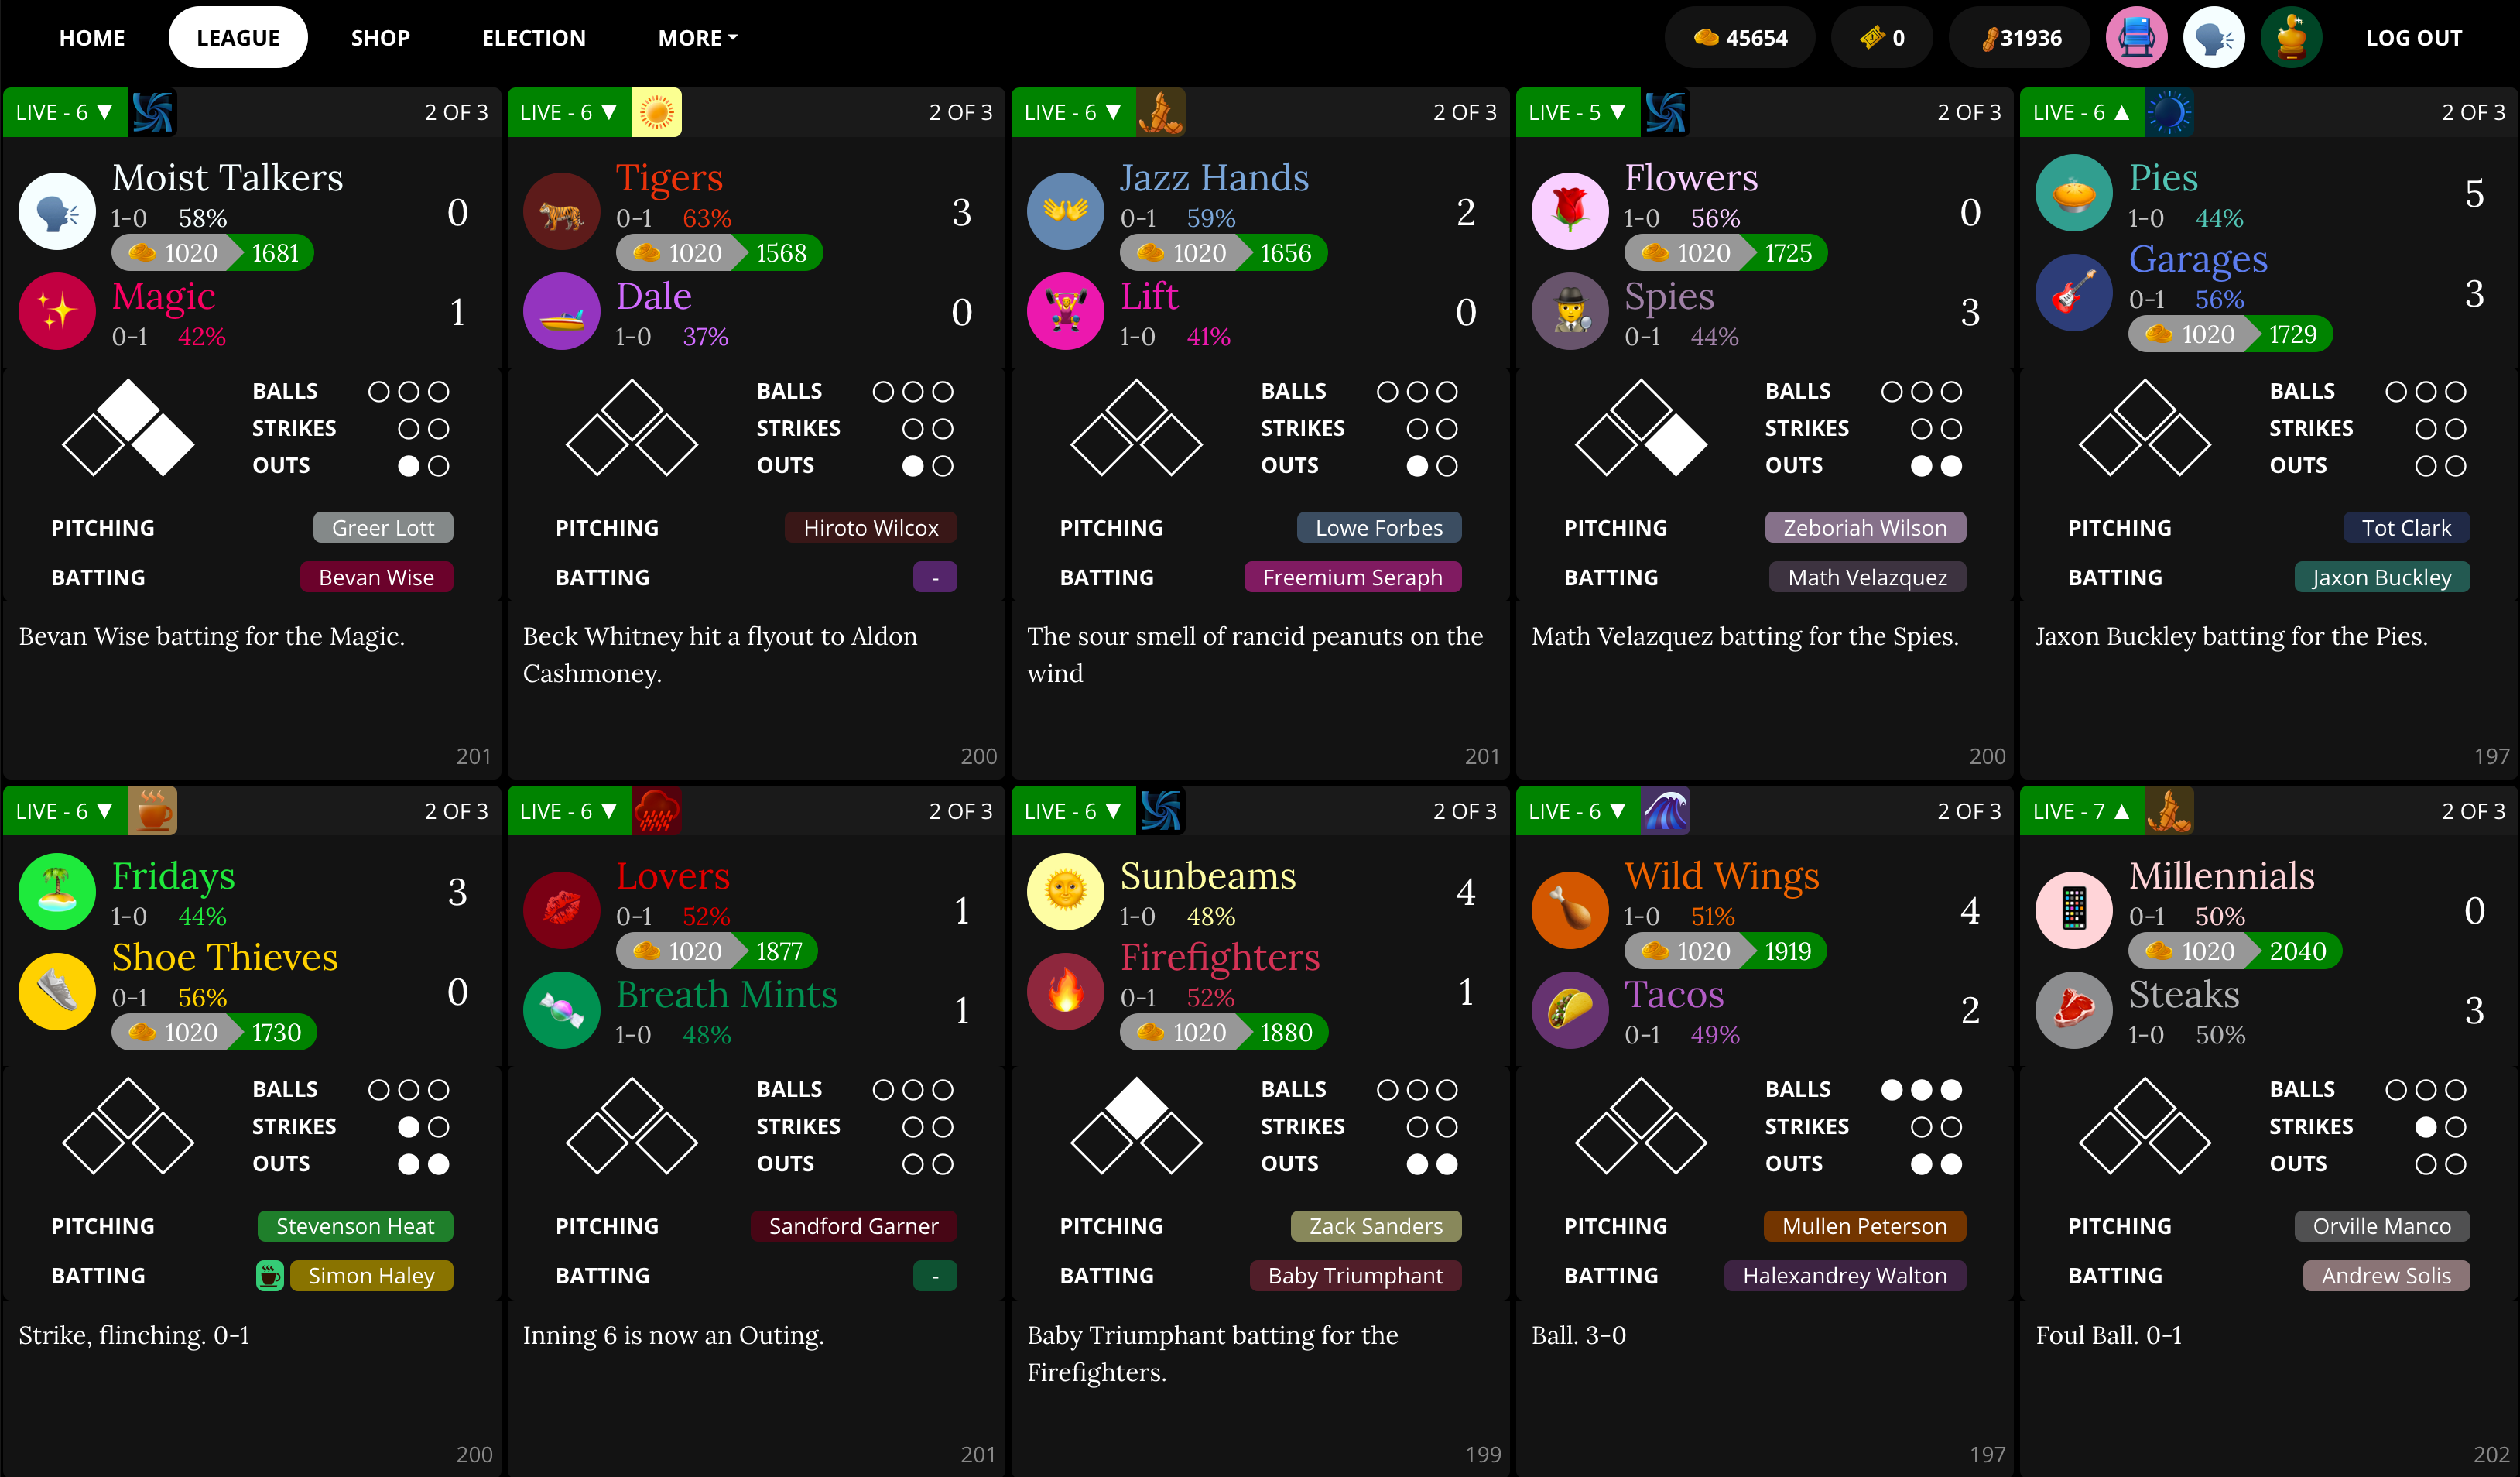 HOME LEAGUE SHOP ELECTION MORE 45654 0 31936 LOG OUT
LIVE - 6 ▼ 2 OF 3
Moist Talkers
1-0 58%
0
1020 1681
Magic
0-1 42%
1
BALLS
STRIKES
OUTS
PITCHING Greer Lott
BATTING Bevan Wise
Bevan Wise batting for the Magic.
201
LIVE - 6 ▼ 2 OF 3
Tigers
0-1 63%
3
1020 1568
Dale
1-0 37%
0
BALLS
STRIKES
OUTS
PITCHING Hiroto Wilcox
BATTING -
Beck Whitney hit a flyout to Aldon
Cashmoney.
200
LIVE - 6 ▼ 2 OF 3
Jazz Hands
0-1 59%
2
1020 1656
Lift
1-0 41%
0
BALLS
STRIKES
OUTS
PITCHING Lowe Forbes
BATTING Freemium Seraph
The sour smell of rancid peanuts on the
wind
201
LIVE - 5 ▼ 2 OF 3
Flowers
1-0 56%
0
1020 1725
Spies
0-1 44%
3
BALLS
STRIKES
OUTS
PITCHING Zeboriah Wilson
BATTING Math Velazquez
Math Velazquez batting for the Spies.
200
LIVE - 6 ▲ 2 OF 3
Pies
1-0 44%
5
Garages
0-1 56%
3
1020 1729
BALLS
STRIKES
OUTS
PITCHING Tot Clark
BATTING Jaxon Buckley
Jaxon Buckley batting for the Pies.
197
LIVE - 6 ▼ 2 OF 3
Fridays
1-0 44%
3
Shoe Thieves
0-1 56%
0
1020 1730
BALLS
STRIKES
OUTS
PITCHING Stevenson Heat
BATTING Simon Haley
Strike, flinching. 0-1
200
LIVE - 6 ▼ 2 OF 3
Lovers
0-1 52%
1
1020 1877
Breath Mints
1-0 48%
1
BALLS
STRIKES
OUTS
PITCHING Sandford Garner
BATTING -
Inning 6 is now an Outing.
201
LIVE - 6 ▼ 2 OF 3
Sunbeams
1-0 48%
4
Firefighters
0-1 52%
1
1020 1880
BALLS
STRIKES
OUTS
PITCHING Zack Sanders
BATTING Baby Triumphant
Baby Triumphant batting for the
Firefighters.
199
LIVE - 6 ▼ 2 OF 3
Wild Wings
1-0 51%
4
1020 1919
Tacos
0-1 49%
2
BALLS
STRIKES
OUTS
PITCHING Mullen Peterson
BATTING Halexandrey Walton
Ball. 3-0
197
LIVE - 7 ▲ 2 OF 3
Millennials
0-1 50%
0
1020 2040
Steaks
1-0 50%
3
BALLS
STRIKES
OUTS
PITCHING Orville Manco
BATTING Andrew Solis
Foul Ball. 0-1
202